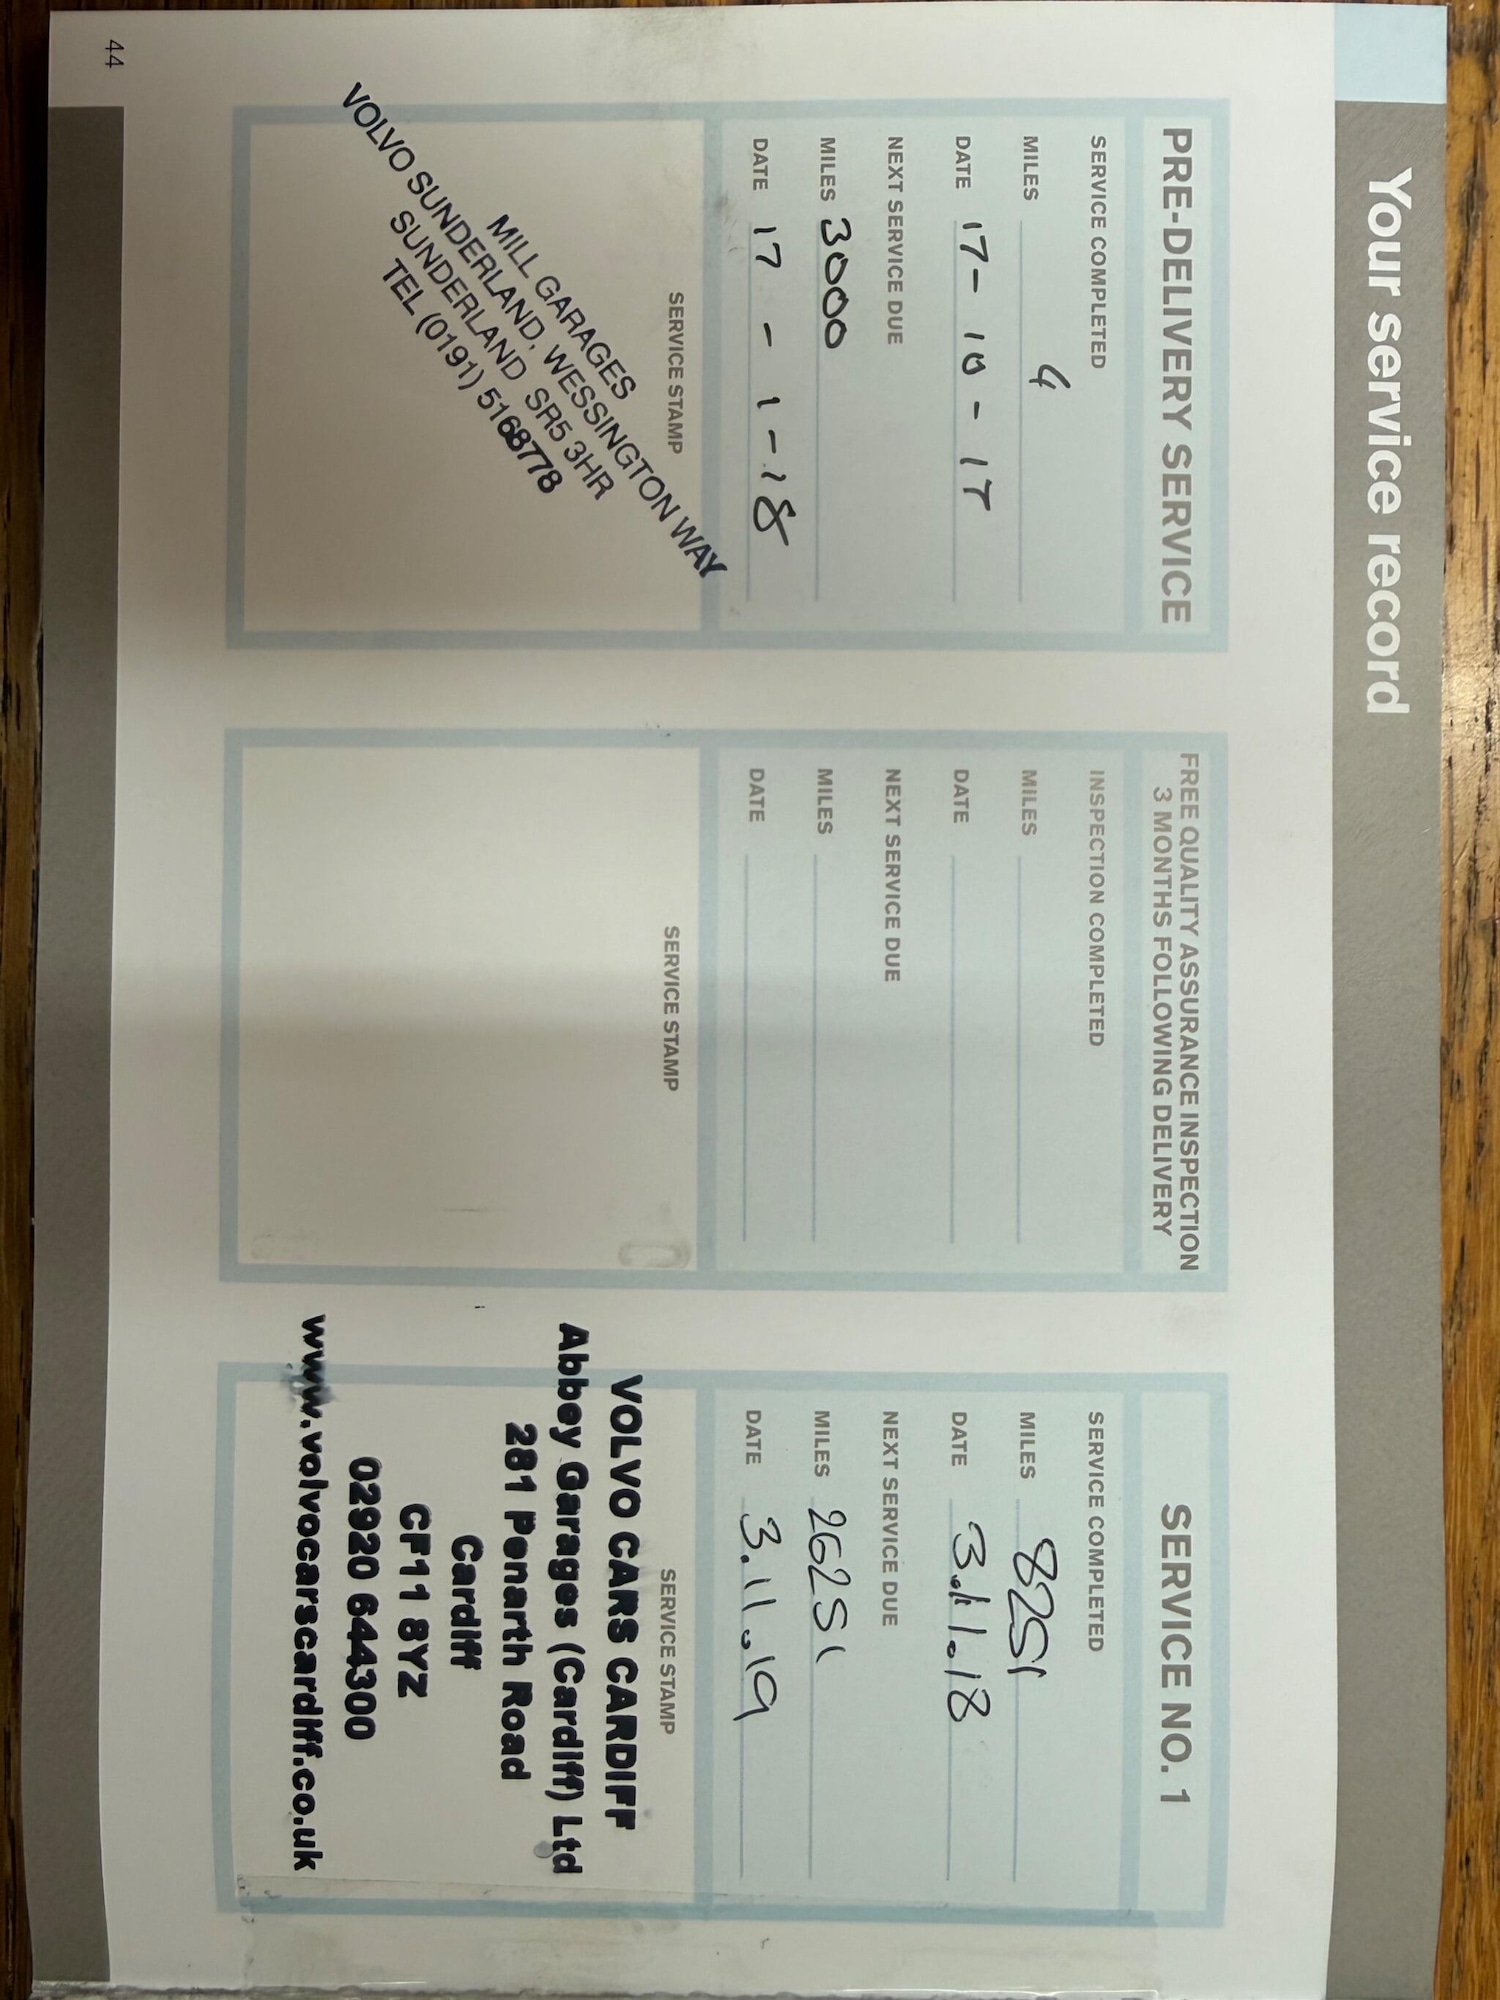 Your service record
PRE-DELIVERY SERVICE
SERVICE COMPLETED
MILES 4
DATE 17-10-17
NEXT SERVICE DUE
MILES 3000
DATE 17-1-18
SERVICE STAMP
MILL GARAGES
VOLVO SUNDERLAND, WESSINGTON WAY
SUNDERLAND SR5 3HR
TEL (0191) 5168778
FREE QUALITY ASSURANCE INSPECTION
3 MONTHS FOLLOWING DELIVERY
INSPECTION COMPLETED
MILES
DATE
NEXT SERVICE DUE
MILES
DATE
SERVICE STAMP
SERVICE NO. 1
SERVICE COMPLETED
MILES 8251
DATE 3.11.18
NEXT SERVICE DUE
MILES 26251
DATE 3.11.19
SERVICE STAMP
VOLVO CARS CARDIFF
Abbey Garages (Cardiff) Ltd
281 Penarth Road
Cardiff
CF11 8YZ
02920 644300
www.volvocarscardiff.co.uk
44